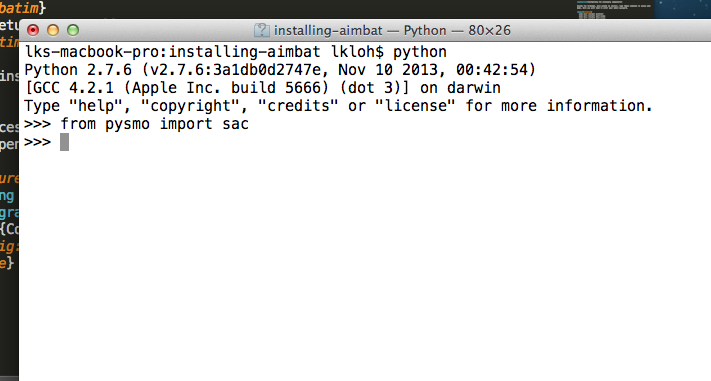 batim}
etu
tim
installing-aimbat — Python — 80×26
lks-macbook-pro:installing-aimbat lkloh$ python
Python 2.7.6 (v2.7.6:3a1db0d2747e, Nov 10 2013, 00:42:54)
[GCC 4.2.1 (Apple Inc. build 5666) (dot 3)] on darwin
Type "help", "copyright", "credits" or "license" for more information.
>>> from pysmo import sac
>>>
ins
ces
pen
ure
ng
gra
{Co
ig:
e}